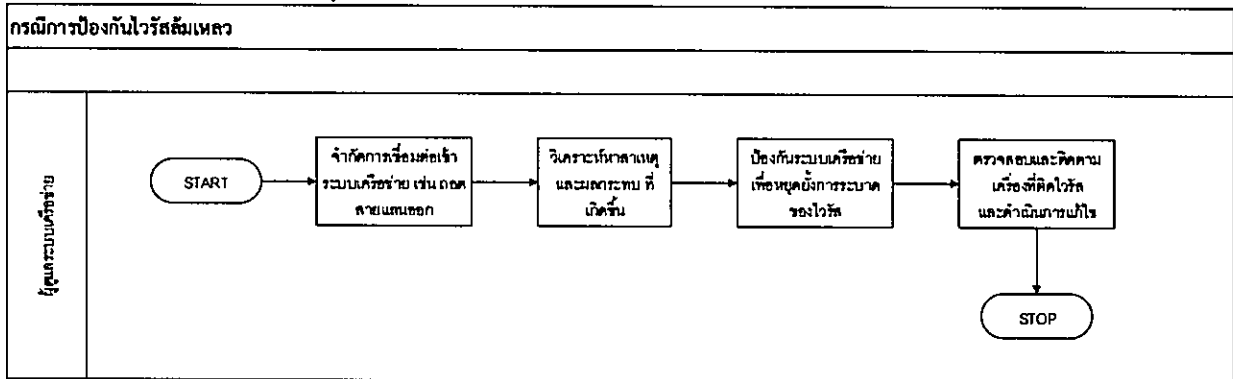 กรณีการป้องกันไวรัสล้มเหลว
ผู้ดูแลระบบเครือข่าย
START
จำกัดการเชื่อมต่อเข้า
ระบบเครือข่าย เช่น ถอด
สายแลนออก
วิเคราะห์หาสาเหตุ
และผลกระทบ ที่
เกิดขึ้น
ป้องกันระบบเครือข่าย
เพื่อหยุดยั้งการระบาด
ของไวรัส
ตรวจสอบและติดตาม
เครื่องที่ติดไวรัส
และดำเนินการแก้ไข
STOP